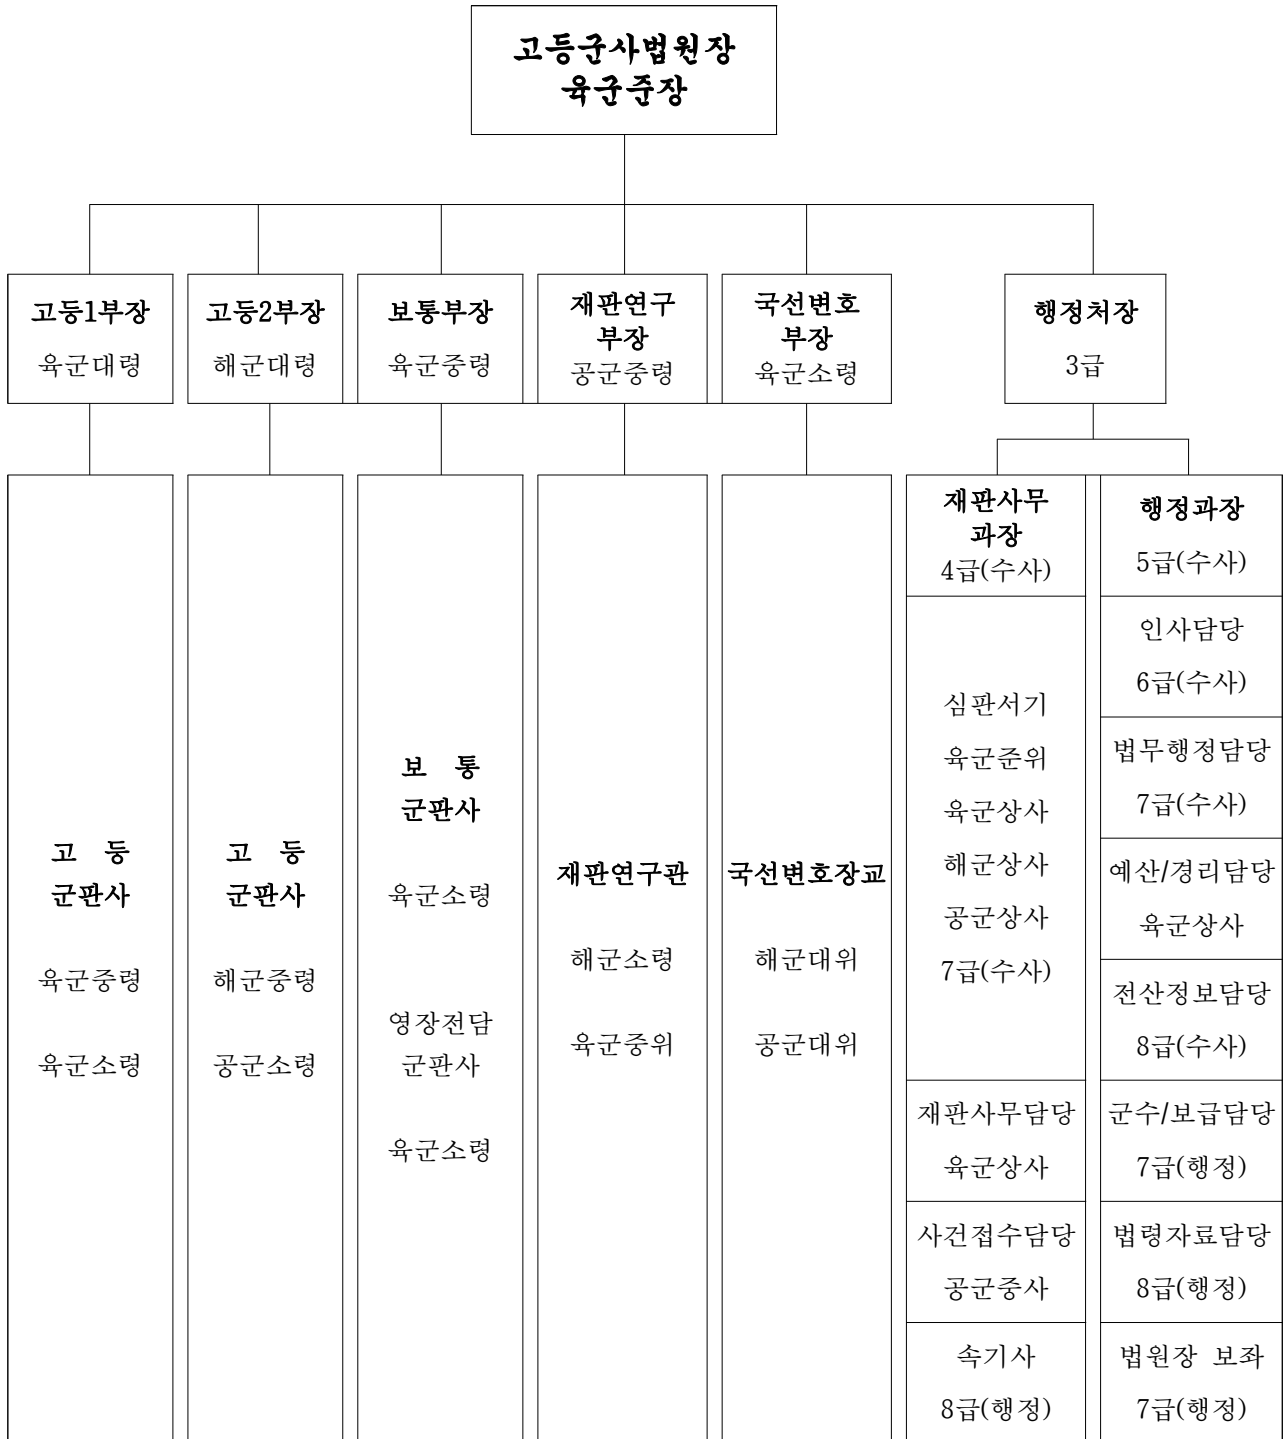 고등군사법원장
육군준장
고등1부장
육군대령
고등2부장
해군대령
보통부장
육군중령
재판연구
부장
공군중령
국선변호
부장
육군소령
행정처장
3급
고 등
군판사
육군중령
육군소령
고 등
군판사
해군중령
공군소령
보 통
군판사
육군소령
영장전담
군판사
육군소령
재판연구관
해군소령
육군중위
국선변호장교
해군대위
공군대위
재판사무
과장
4급(수사)
심판서기
육군준위
육군상사
해군상사
공군상사
7급(수사)
재판사무담당
육군상사
사건접수담당
공군중사
속기사
8급(행정)
행정과장
5급(수사)
인사담당
6급(수사)
법무행정담당
7급(수사)
예산/경리담당
육군상사
전산정보담당
8급(수사)
군수/보급담당
7급(행정)
법령자료담당
8급(행정)
법원장 보좌
7급(행정)